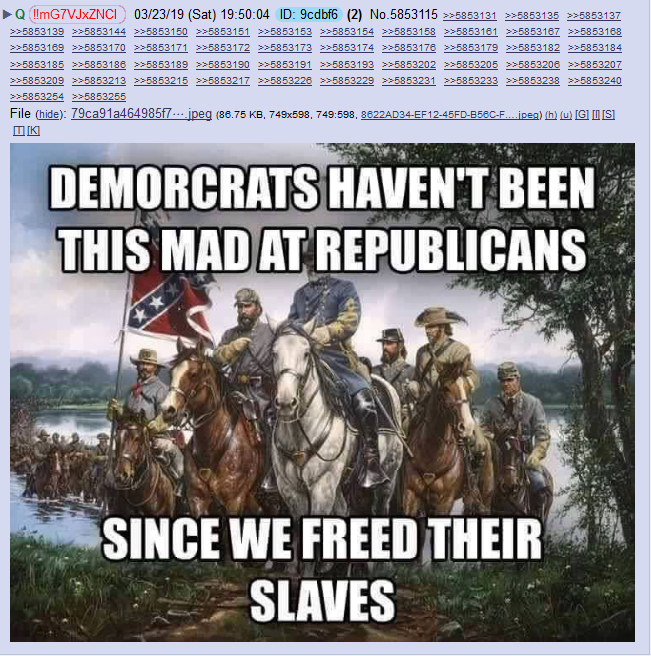 ▶ Q !!mG7VJxZNCI 03/23/19 (Sat) 19:50:04 ID: 9cdbf6 (2) No.5853115 >>5853131 >>5853135 >>5853137
>>5853139 >>5853144 >>5853150 >>5853151 >>5853153 >>5853154 >>5853158 >>5853161 >>5853167 >>5853168
>>5853169 >>5853170 >>5853171 >>5853172 >>5853173 >>5853174 >>5853176 >>5853179 >>5853182 >>5853184
>>5853185 >>5853186 >>5853189 >>5853190 >>5853191 >>5853193 >>5853202 >>5853205 >>5853206 >>5853207
>>5853209 >>5853213 >>5853215 >>5853217 >>5853226 >>5853229 >>5853231 >>5853233 >>5853238 >>5853240
>>5853254 >>5853255
File (hide): 79ca91a464985f7⋯.jpeg (86.75 KB, 749x598, 749:598, 8622AD34-EF12-45FD-B56C-F….jpeg) (h) (u) [G] [I] [S]
[T] [K]
DEMORCRATS HAVEN'T BEEN
THIS MAD AT REPUBLICANS
SINCE WE FREED THEIR
SLAVES